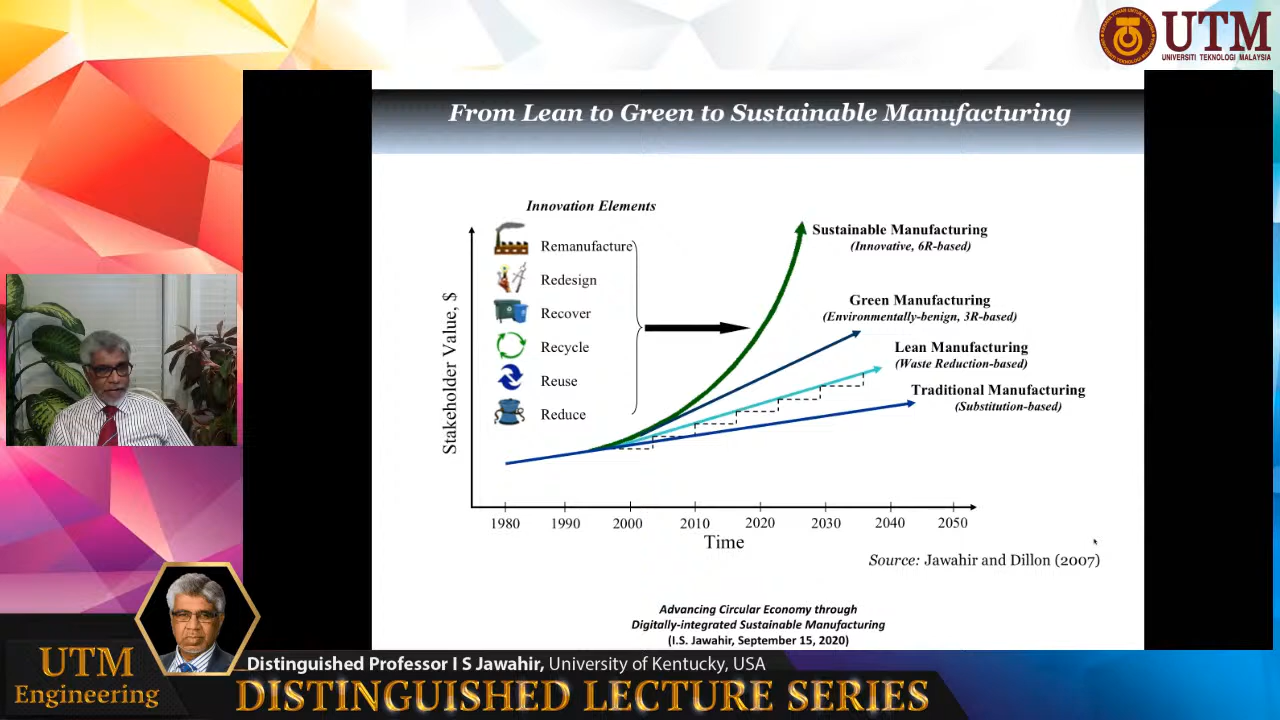 UTM
UNIVERSITI TEKNOLOGI MALAYSIA
From Lean to Green to Sustainable Manufacturing
Innovation Elements
Remanufacture
Redesign
Recover
Recycle
Reuse
Reduce
Stakeholder Value, $
Sustainable Manufacturing
(Innovative, 6R-based)
Green Manufacturing
(Environmentally-benign, 3R-based)
Lean Manufacturing
(Waste Reduction-based)
Traditional Manufacturing
(Substitution-based)
1980 1990 2000 2010 2020 2030 2040 2050
Time
Source: Jawahir and Dillon (2007)
Advancing Circular Economy through
Digitally-integrated Sustainable Manufacturing
(I.S. Jawahir, September 15, 2020)
UTM
Engineering
Distinguished Professor I S Jawahir, University of Kentucky, USA
DISTINGUISHED LECTURE SERIES